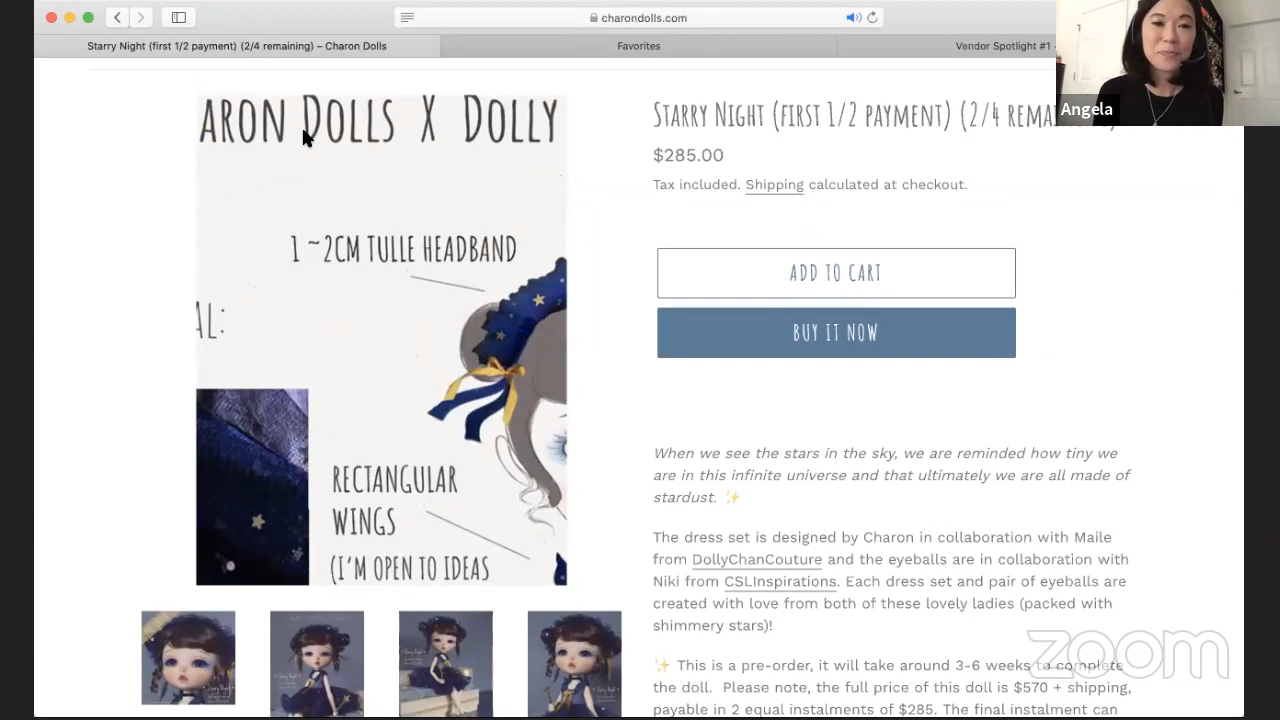 charondolls.com
Starry Night (first 1/2 payment) (2/4 remaining) – Charon Dolls
Favorites
Vendor Spotlight #1
Angela
ARON DOLLS X DOLLY
1 ~2CM TULLE HEADBAND
AL:
RECTANGULAR
WINGS
(I'M OPEN TO IDEAS
STARRY NIGHT (FIRST 1/2 PAYMENT) (2/4 REMA
$285.00
Tax included. Shipping calculated at checkout.
ADD TO CART
BUY IT NOW
When we see the stars in the sky, we are reminded how tiny we
are in this infinite universe and that ultimately we are all made of
stardust. ✨
The dress set is designed by Charon in collaboration with Maile
from DollyChanCouture and the eyeballs are in collaboration with
Niki from CSLInspirations. Each dress set and pair of eyeballs are
created with love from both of these lovely ladies (packed with
shimmery stars)!
✨ This is a pre-order, it will take around 3-6 weeks to complete
the doll. Please note, the full price of this doll is $570 + shipping,
payable in 2 equal instalments of $285. The final instalment can
zoom